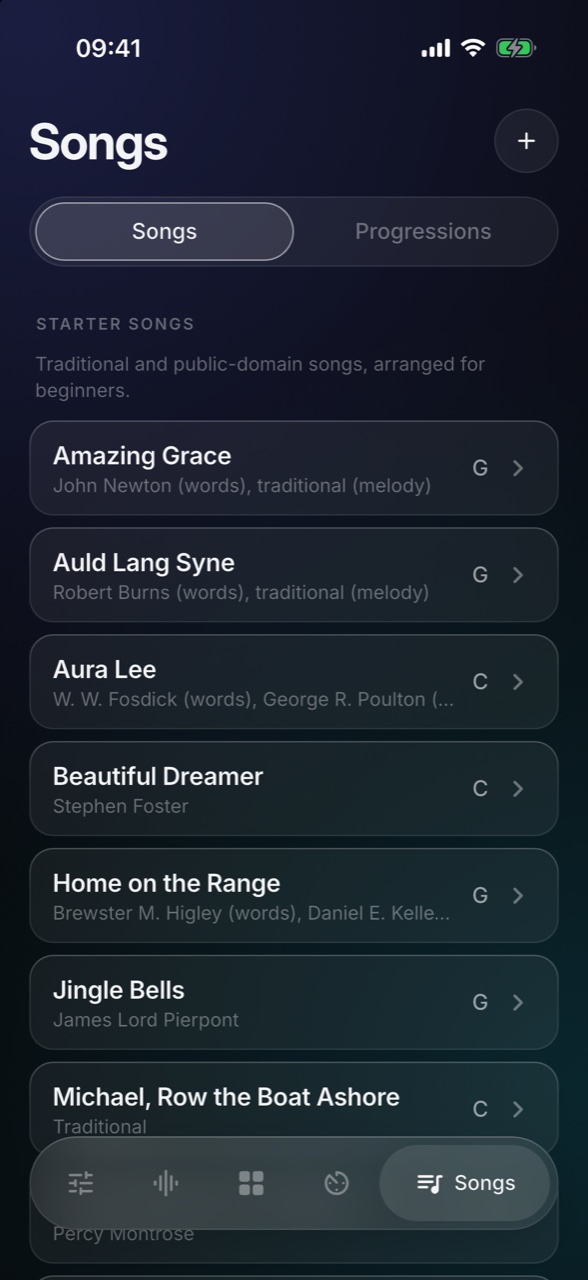 09:41
Songs
+
Songs
Progressions
STARTER SONGS
Traditional and public-domain songs, arranged for
beginners.
Amazing Grace
John Newton (words), traditional (melody)
G
Auld Lang Syne
Robert Burns (words), traditional (melody)
G
Aura Lee
W. W. Fosdick (words), George R. Poulton (...
C
Beautiful Dreamer
Stephen Foster
C
Home on the Range
Brewster M. Higley (words), Daniel E. Kelle...
G
Jingle Bells
James Lord Pierpont
G
Michael, Row the Boat Ashore
Traditional
C
Songs
Percy Montrose